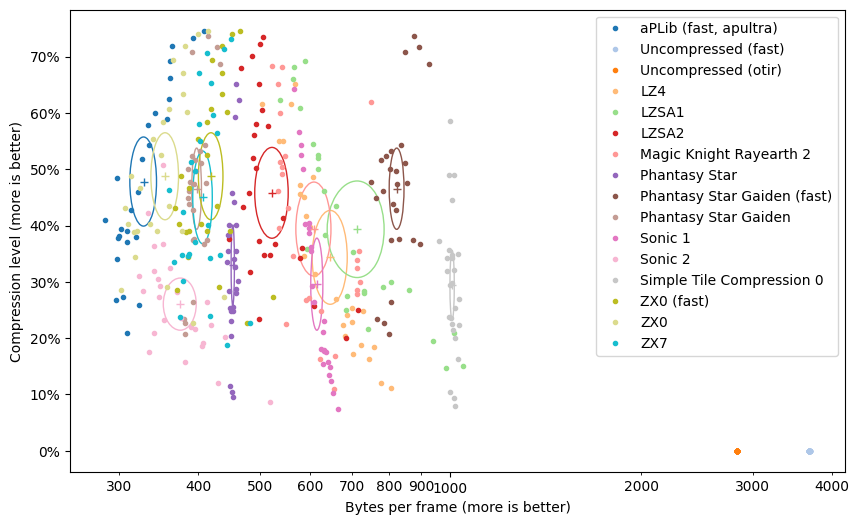 70%
60%
50%
40%
30%
20%
10%
0%
Compression level (more is better)
aPLib (fast, apultra)
Uncompressed (fast)
Uncompressed (otir)
LZ4
LZSA1
LZSA2
Magic Knight Rayearth 2
Phantasy Star
Phantasy Star Gaiden (fast)
Phantasy Star Gaiden
Sonic 1
Sonic 2
Simple Tile Compression 0
ZX0 (fast)
ZX0
ZX7
300 400 500 600 700 800 900 1000 2000 3000 4000
Bytes per frame (more is better)